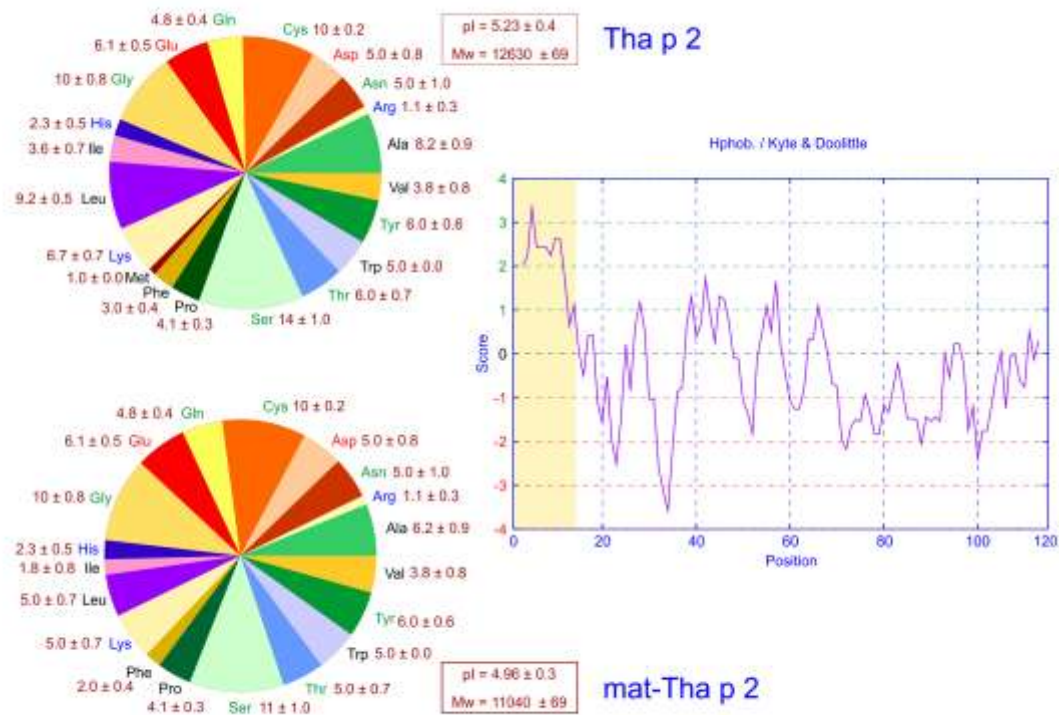 Tha p 2
pI = 5.23 ± 0.4
Mw = 12630 ± 69
4.8 ± 0.4 Gln
Cys 10 ± 0.2
6.1 ± 0.5 Glu
Asp 5.0 ± 0.8
10 ± 0.8 Gly
Asn 5.0 ± 1.0
Arg 1.1 ± 0.3
2.3 ± 0.5 His
Ala 8.2 ± 0.9
3.6 ± 0.7 Ile
Val 3.8 ± 0.8
9.2 ± 0.5 Leu
Tyr 6.0 ± 0.6
6.7 ± 0.7 Lys
Trp 5.0 ± 0.0
1.0 ± 0.0 Met
Phe
3.0 ± 0.4
Pro
4.1 ± 0.3
Thr 6.0 ± 0.7
Ser 14 ± 1.0
Hphob. / Kyle & Doolittle
4
3
2
1
0
-1
-2
-3
-4
Score
0
20
40
60
80
100
120
Position
4.8 ± 0.4 Gln
Cys 10 ± 0.2
6.1 ± 0.5 Glu
Asp 5.0 ± 0.8
Asn 5.0 ± 1.0
10 ± 0.8 Gly
Arg 1.1 ± 0.3
Ala 6.2 ± 0.9
2.3 ± 0.5 His
1.8 ± 0.8 Ile
Val 3.8 ± 0.8
5.0 ± 0.7 Leu
Tyr 6.0 ± 0.6
5.0 ± 0.7 Lys
Trp 5.0 ± 0.0
Phe
2.0 ± 0.4
Pro
4.1 ± 0.3
Thr 5.0 ± 0.7
Ser 11 ± 1.0
pI = 4.96 ± 0.3
Mw = 11040 ± 69
mat-Tha p 2